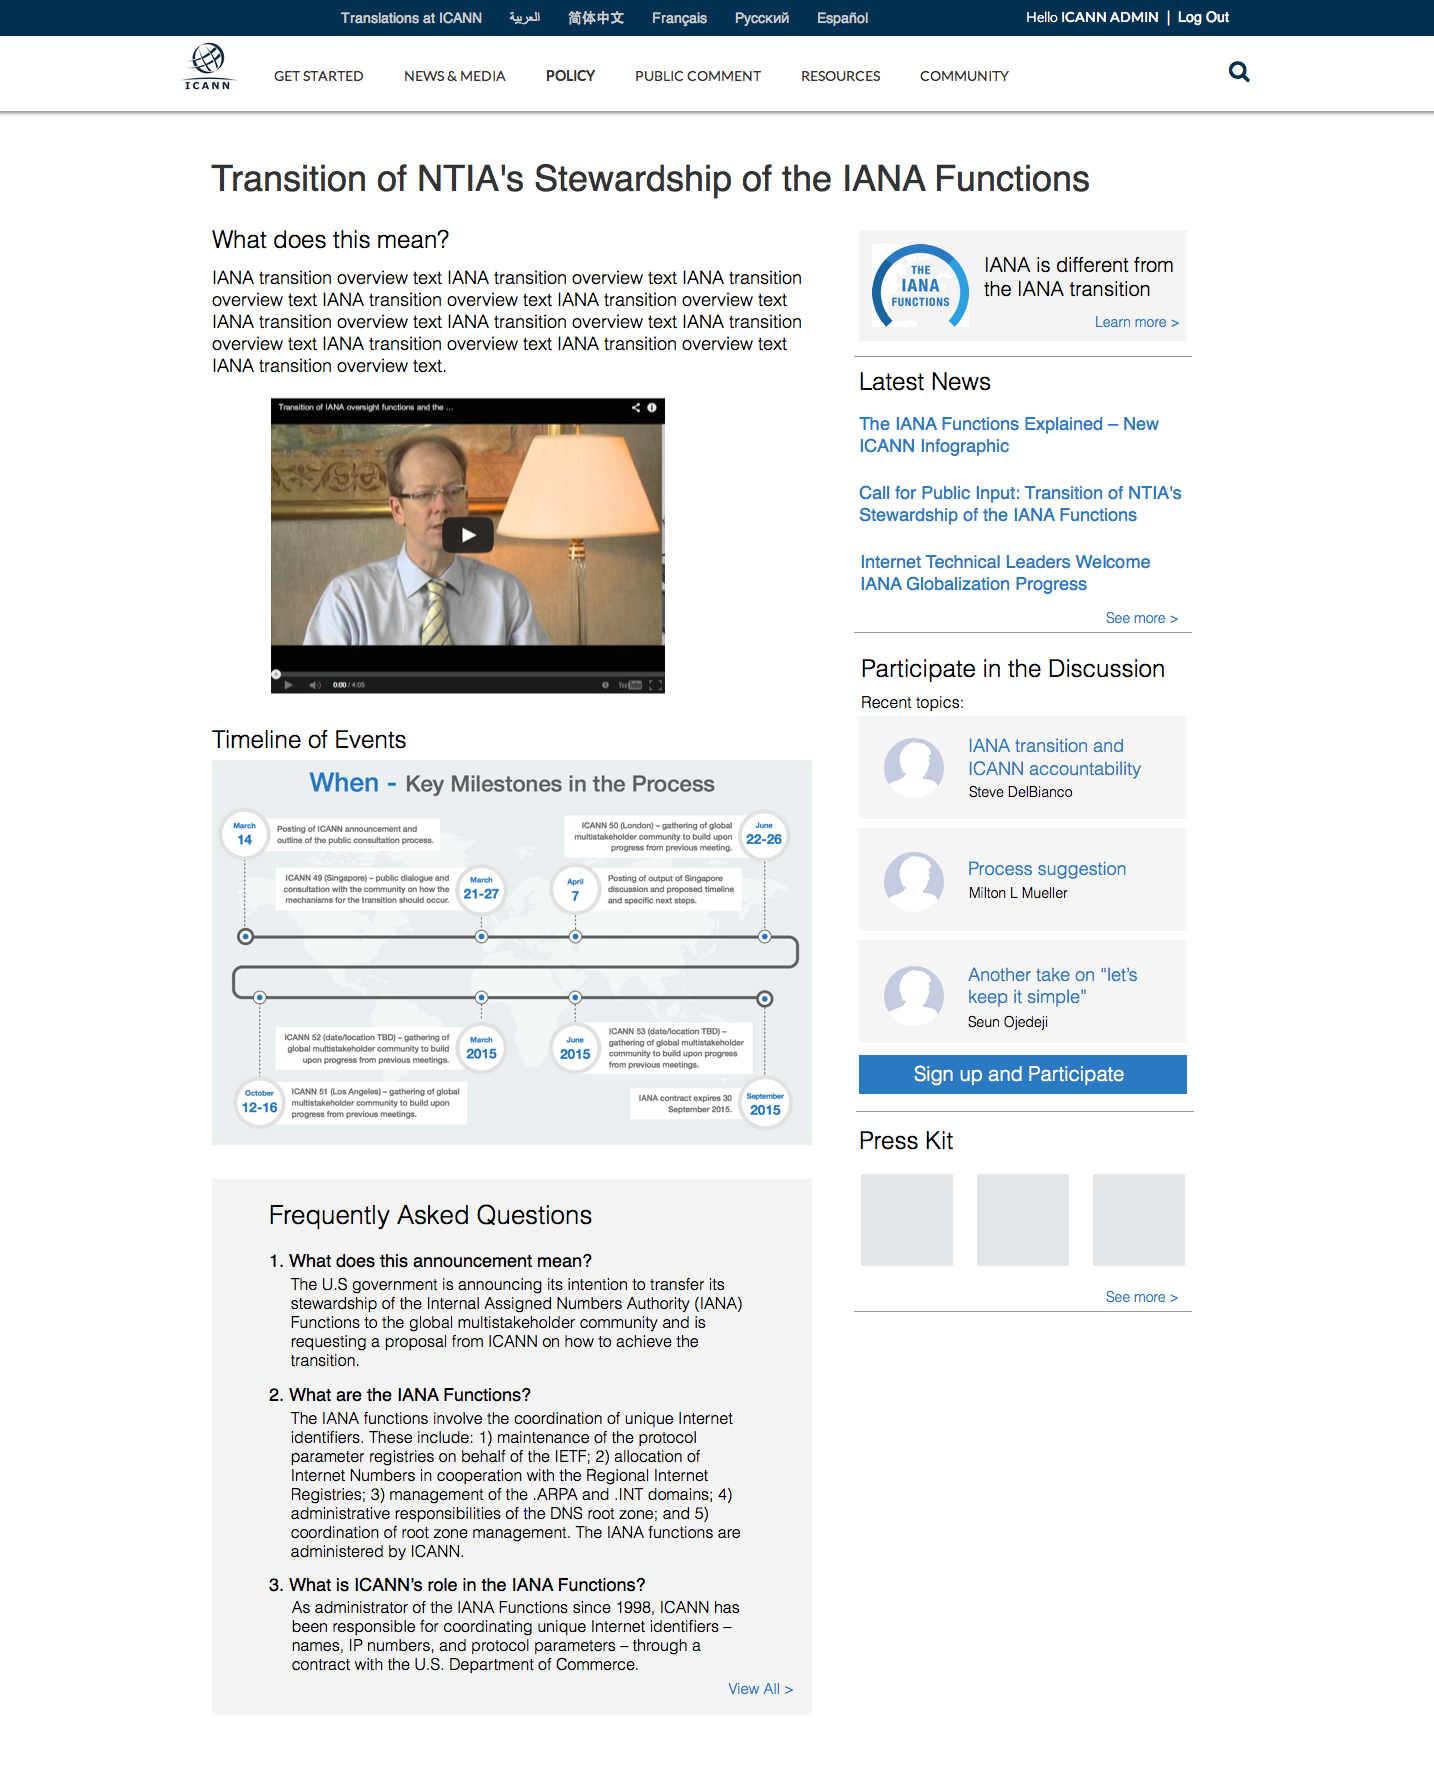 Translations at ICANN العربية 简体中文 Français Русский Español Hello ICANN ADMIN | Log Out
ICANN
GET STARTED NEWS & MEDIA POLICY PUBLIC COMMENT RESOURCES COMMUNITY
Transition of NTIA's Stewardship of the IANA Functions
What does this mean?
IANA transition overview text IANA transition overview text IANA transition
overview text IANA transition overview text IANA transition overview text
IANA transition overview text IANA transition overview text IANA transition
overview text IANA transition overview text IANA transition overview text
IANA transition overview text.
Transition of IANA oversight functions and the ...
0:00 / 4:05
YouTube
Timeline of Events
When - Key Milestones in the Process
March
14
Posting of ICANN announcement and
outline of the public consultation process.
ICANN 49 (Singapore) – public dialogue and
consultation with the community on how the
mechanisms for the transition should occur.
March
21-27
April
7
Posting of output of Singapore
discussion and proposed timeline
and specific next steps.
ICANN 50 (London) – gathering of global
multistakeholder community to build upon
progress from previous meeting.
June
22-26
October
12-16
ICANN 51 (Los Angeles) – gathering of global
multistakeholder community to build upon
progress from previous meetings.
ICANN 52 (date/location TBD) – gathering of
global multistakeholder community to build
upon progress from previous meetings.
March
2015
June
2015
ICANN 53 (date/location TBD) –
gathering of global multistakeholder
community to build upon progress
from previous meetings.
IANA contract expires 30
September 2015.
September
2015
Frequently Asked Questions
1. What does this announcement mean?
The U.S government is announcing its intention to transfer its
stewardship of the Internal Assigned Numbers Authority (IANA)
Functions to the global multistakeholder community and is
requesting a proposal from ICANN on how to achieve the
transition.
2. What are the IANA Functions?
The IANA functions involve the coordination of unique Internet
identifiers. These include: 1) maintenance of the protocol
parameter registries on behalf of the IETF; 2) allocation of
Internet Numbers in cooperation with the Regional Internet
Registries; 3) management of the .ARPA and .INT domains; 4)
administrative responsibilities of the DNS root zone; and 5)
coordination of root zone management. The IANA functions are
administered by ICANN.
3. What is ICANN’s role in the IANA Functions?
As administrator of the IANA Functions since 1998, ICANN has
been responsible for coordinating unique Internet identifiers –
names, IP numbers, and protocol parameters – through a
contract with the U.S. Department of Commerce.
View All >
THE
IANA
FUNCTIONS
IANA is different from
the IANA transition
Learn more >
Latest News
The IANA Functions Explained – New
ICANN Infographic
Call for Public Input: Transition of NTIA's
Stewardship of the IANA Functions
Internet Technical Leaders Welcome
IANA Globalization Progress
See more >
Participate in the Discussion
Recent topics:
IANA transition and
ICANN accountability
Steve DelBianco
Process suggestion
Milton L Mueller
Another take on “let’s
keep it simple”
Seun Ojedeji
Sign up and Participate
Press Kit
See more >